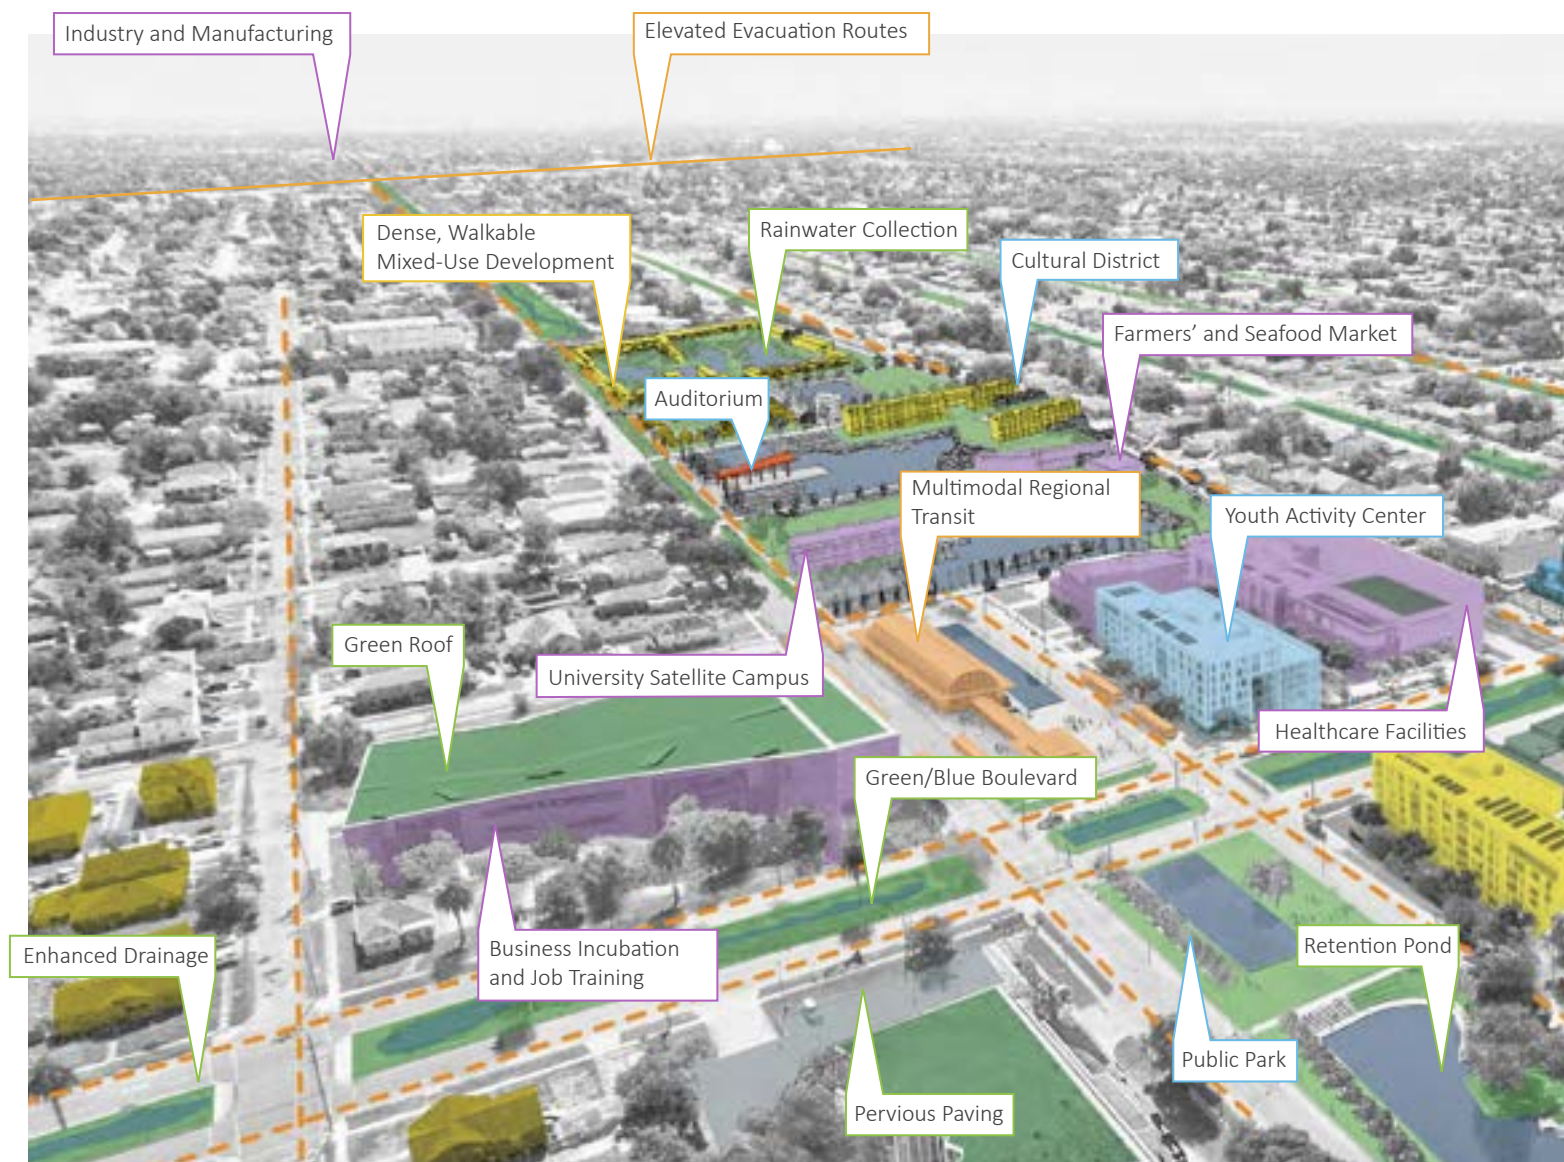 Industry and Manufacturing
Elevated Evacuation Routes
Dense, Walkable
Mixed-Use Development
Rainwater Collection
Cultural District
Farmers’ and Seafood Market
Auditorium
Multimodal Regional
Transit
Youth Activity Center
Green Roof
University Satellite Campus
Healthcare Facilities
Green/Blue Boulevard
Enhanced Drainage
Business Incubation
and Job Training
Retention Pond
Public Park
Pervious Paving